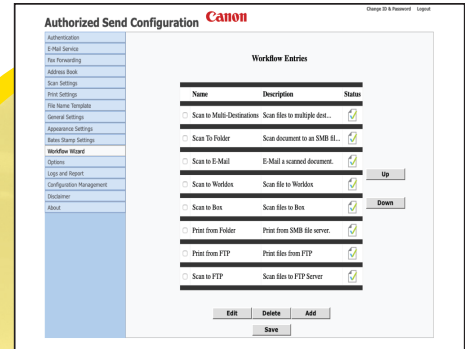 Change ID & Password Logout
Authorized Send Configuration Canon
Authentication
E-Mail Service
Fax Forwarding
Address Book
Scan Settings
Print Settings
File Name Template
General Settings
Appearance Settings
Bates Stamp Settings
Workflow Wizard
Options
Logs and Report
Configuration Management
Disclaimer
About
Workflow Entries
Name Description Status
Scan to Multi-Destinations Scan files to multiple dest...
Scan To Folder Scan document to an SMB fil...
Scan to E-Mail E-Mail a scanned document.
Scan to Worldox Scan file to Worldox
Scan to Box Scan files to Box
Print from Folder Print from SMB file server.
Print from FTP Print files from FTP
Scan to FTP Scan files to FTP Server
Up
Down
Edit Delete Add
Save